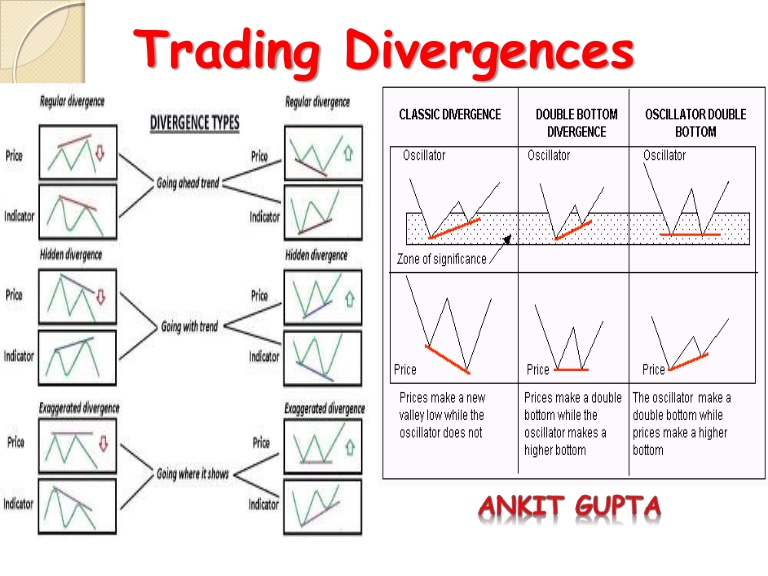 Trading Divergences
Regular divergence
DIVERGENCE TYPES
Regular divergence
Price
Price
Going ahead trend
Indicator
Indicator
Hidden divergence
Hidden divergence
Price
Price
Going with trend
Indicator
Indicator
Exaggerated divergence
Exaggerated divergence
Price
Price
Going where it shows
Indicator
Indicator
CLASSIC DIVERGENCE
DOUBLE BOTTOM
DIVERGENCE
OSCILLATOR DOUBLE
BOTTOM
Oscillator
Oscillator
Oscillator
Zone of significance
Price
Price
Price
Prices make a new
valley low while the
oscillator does not
Prices make a double
bottom while the
oscillator makes a
higher bottom
The oscillator make a
double bottom while
prices make a higher
bottom
ANKIT GUPTA